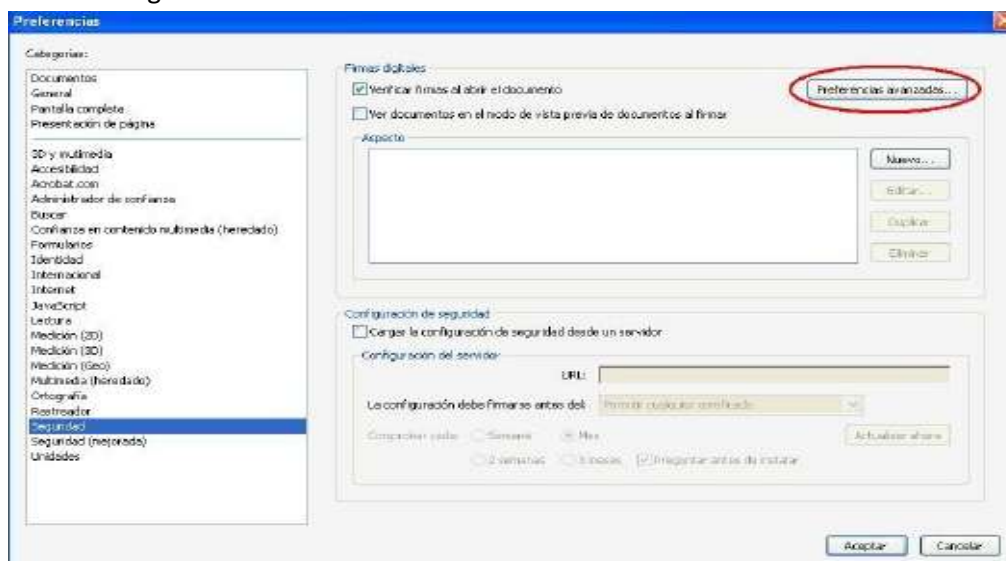 Preferencias
Categorías:
Documentos
General
Pantalla completa
Presentación de página
3D y multimedia
Accesibilidad
Acrobat.com
Administrador de confianza
Buscar
Confianza en contenido multimedia (heredado)
Formularios
Identidad
Internacional
Internet
JavaScript
Lectura
Medición (2D)
Medición (3D)
Medición (Geo)
Multimedia (heredado)
Ortografía
Rastreador
Seguridad
Seguridad (mejorada)
Unidades
Firmas digitales
Verificar firmas al abrir el documento
Preferencias avanzadas...
Ver documentos en el modo de vista previa de documentos al firmar
Aspecto
Nuevo...
Editar...
Duplicar
Eliminar
Configuración de seguridad
Cargar la configuración de seguridad desde un servidor
Configuración del servidor
URL:
La configuración debe firmarse antes del: Permitir cualquier certificado
Comprobar cada: Semana Mes
Actualizar ahora
2 semanas 3 meses Preguntar antes de instalar
Aceptar Cancelar